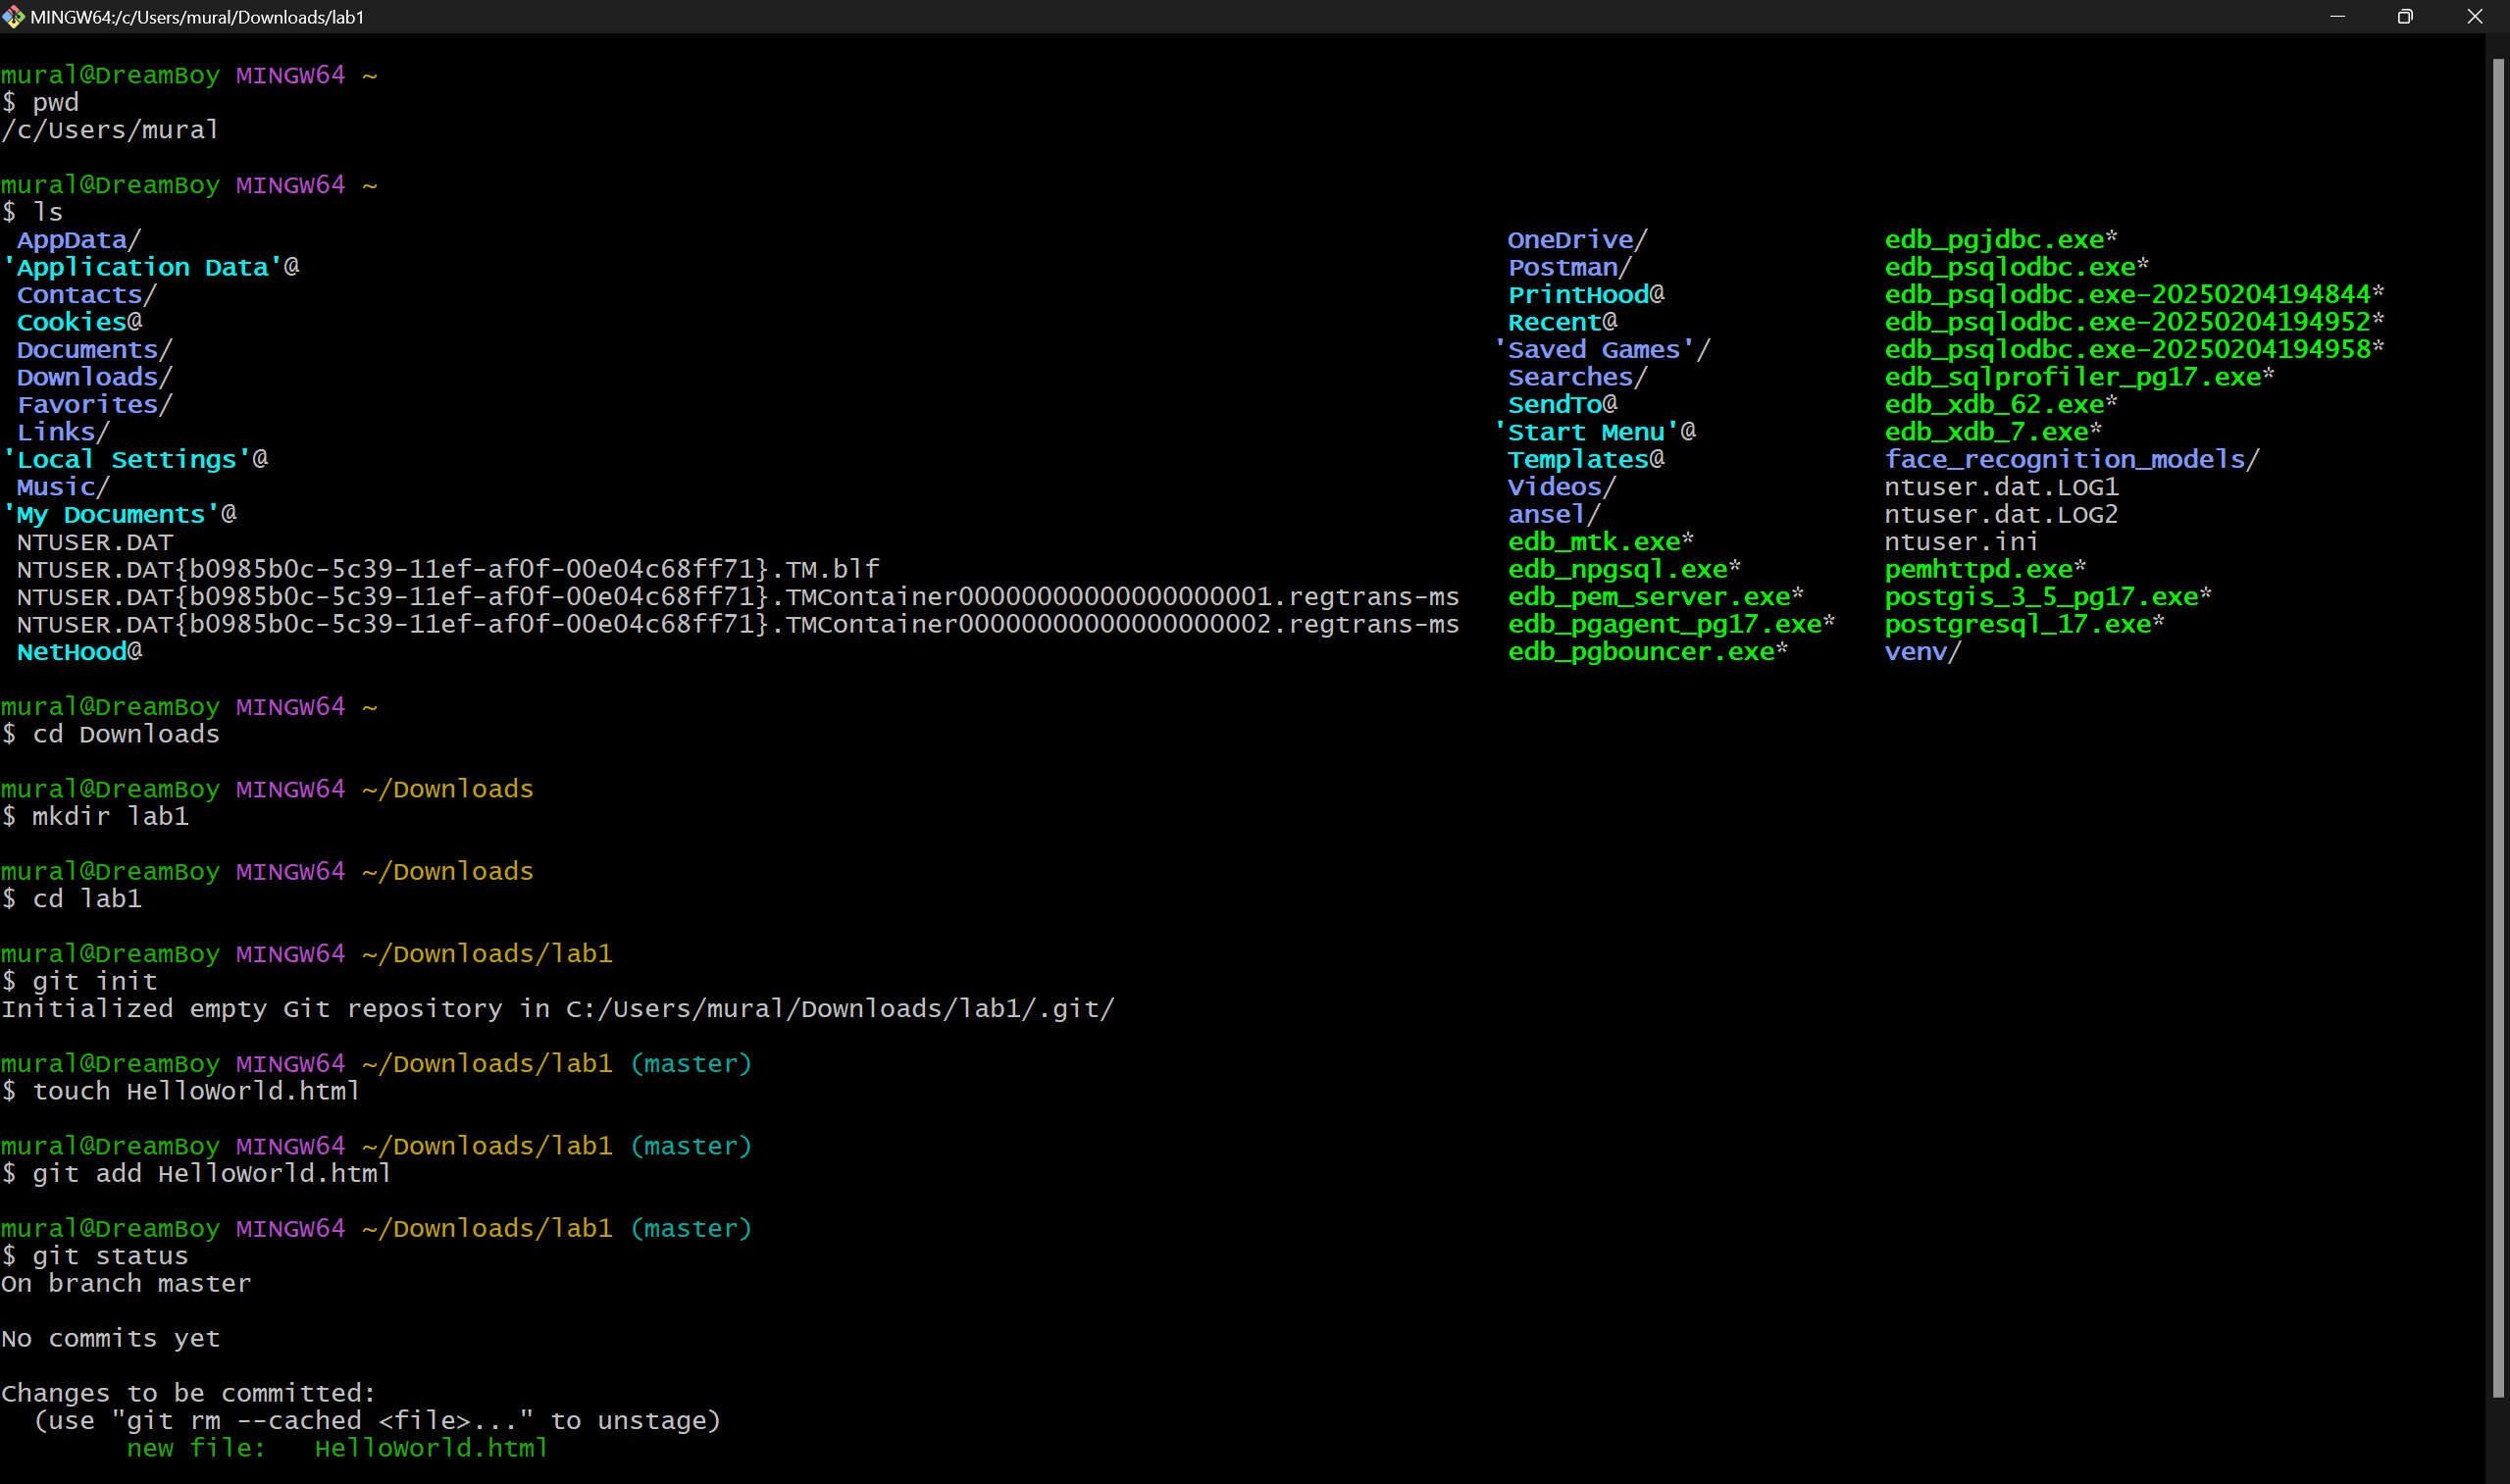 MINGW64:/c/Users/mural/Downloads/lab1
mural@DreamBoy MINGW64 ~
$ pwd
/c/Users/mural
mural@DreamBoy MINGW64 ~
$ ls
AppData/ OneDrive/ edb_pgjdbc.exe*
'Application Data'@ Postman/ edb_psqlodbc.exe*
Contacts/ PrintHood@ edb_psqlodbc.exe-20250204194844*
Cookies@ Recent@ edb_psqlodbc.exe-20250204194952*
Documents/ 'Saved Games'/ edb_psqlodbc.exe-20250204194958*
Downloads/ Searches/ edb_sqlprofiler_pg17.exe*
Favorites/ SendTo@ edb_xdb_62.exe*
Links/ 'Start Menu'@ edb_xdb_7.exe*
'Local Settings'@ Templates@ face_recognition_models/
Music/ Videos/ ntuser.dat.LOG1
'My Documents'@ ansel/ ntuser.dat.LOG2
NTUSER.DAT edb_mtk.exe* ntuser.ini
NTUSER.DAT{b0985b0c-5c39-11ef-af0f-00e04c68ff71}.TM.blf edb_npgsql.exe* pemhttpd.exe*
NTUSER.DAT{b0985b0c-5c39-11ef-af0f-00e04c68ff71}.TMContainer00000000000000000001.regtrans-ms edb_pem_server.exe* postgis_3_5_pg17.exe*
NTUSER.DAT{b0985b0c-5c39-11ef-af0f-00e04c68ff71}.TMContainer00000000000000000002.regtrans-ms edb_pgagent_pg17.exe* postgresql_17.exe*
NetHood@ edb_pgbouncer.exe* venv/
mural@DreamBoy MINGW64 ~
$ cd Downloads
mural@DreamBoy MINGW64 ~/Downloads
$ mkdir lab1
mural@DreamBoy MINGW64 ~/Downloads
$ cd lab1
mural@DreamBoy MINGW64 ~/Downloads/lab1
$ git init
Initialized empty Git repository in C:/Users/mural/Downloads/lab1/.git/
mural@DreamBoy MINGW64 ~/Downloads/lab1 (master)
$ touch HelloWorld.html
mural@DreamBoy MINGW64 ~/Downloads/lab1 (master)
$ git add HelloWorld.html
mural@DreamBoy MINGW64 ~/Downloads/lab1 (master)
$ git status
On branch master
No commits yet
Changes to be committed:
(use "git rm --cached <file>..." to unstage)
new file: HelloWorld.html